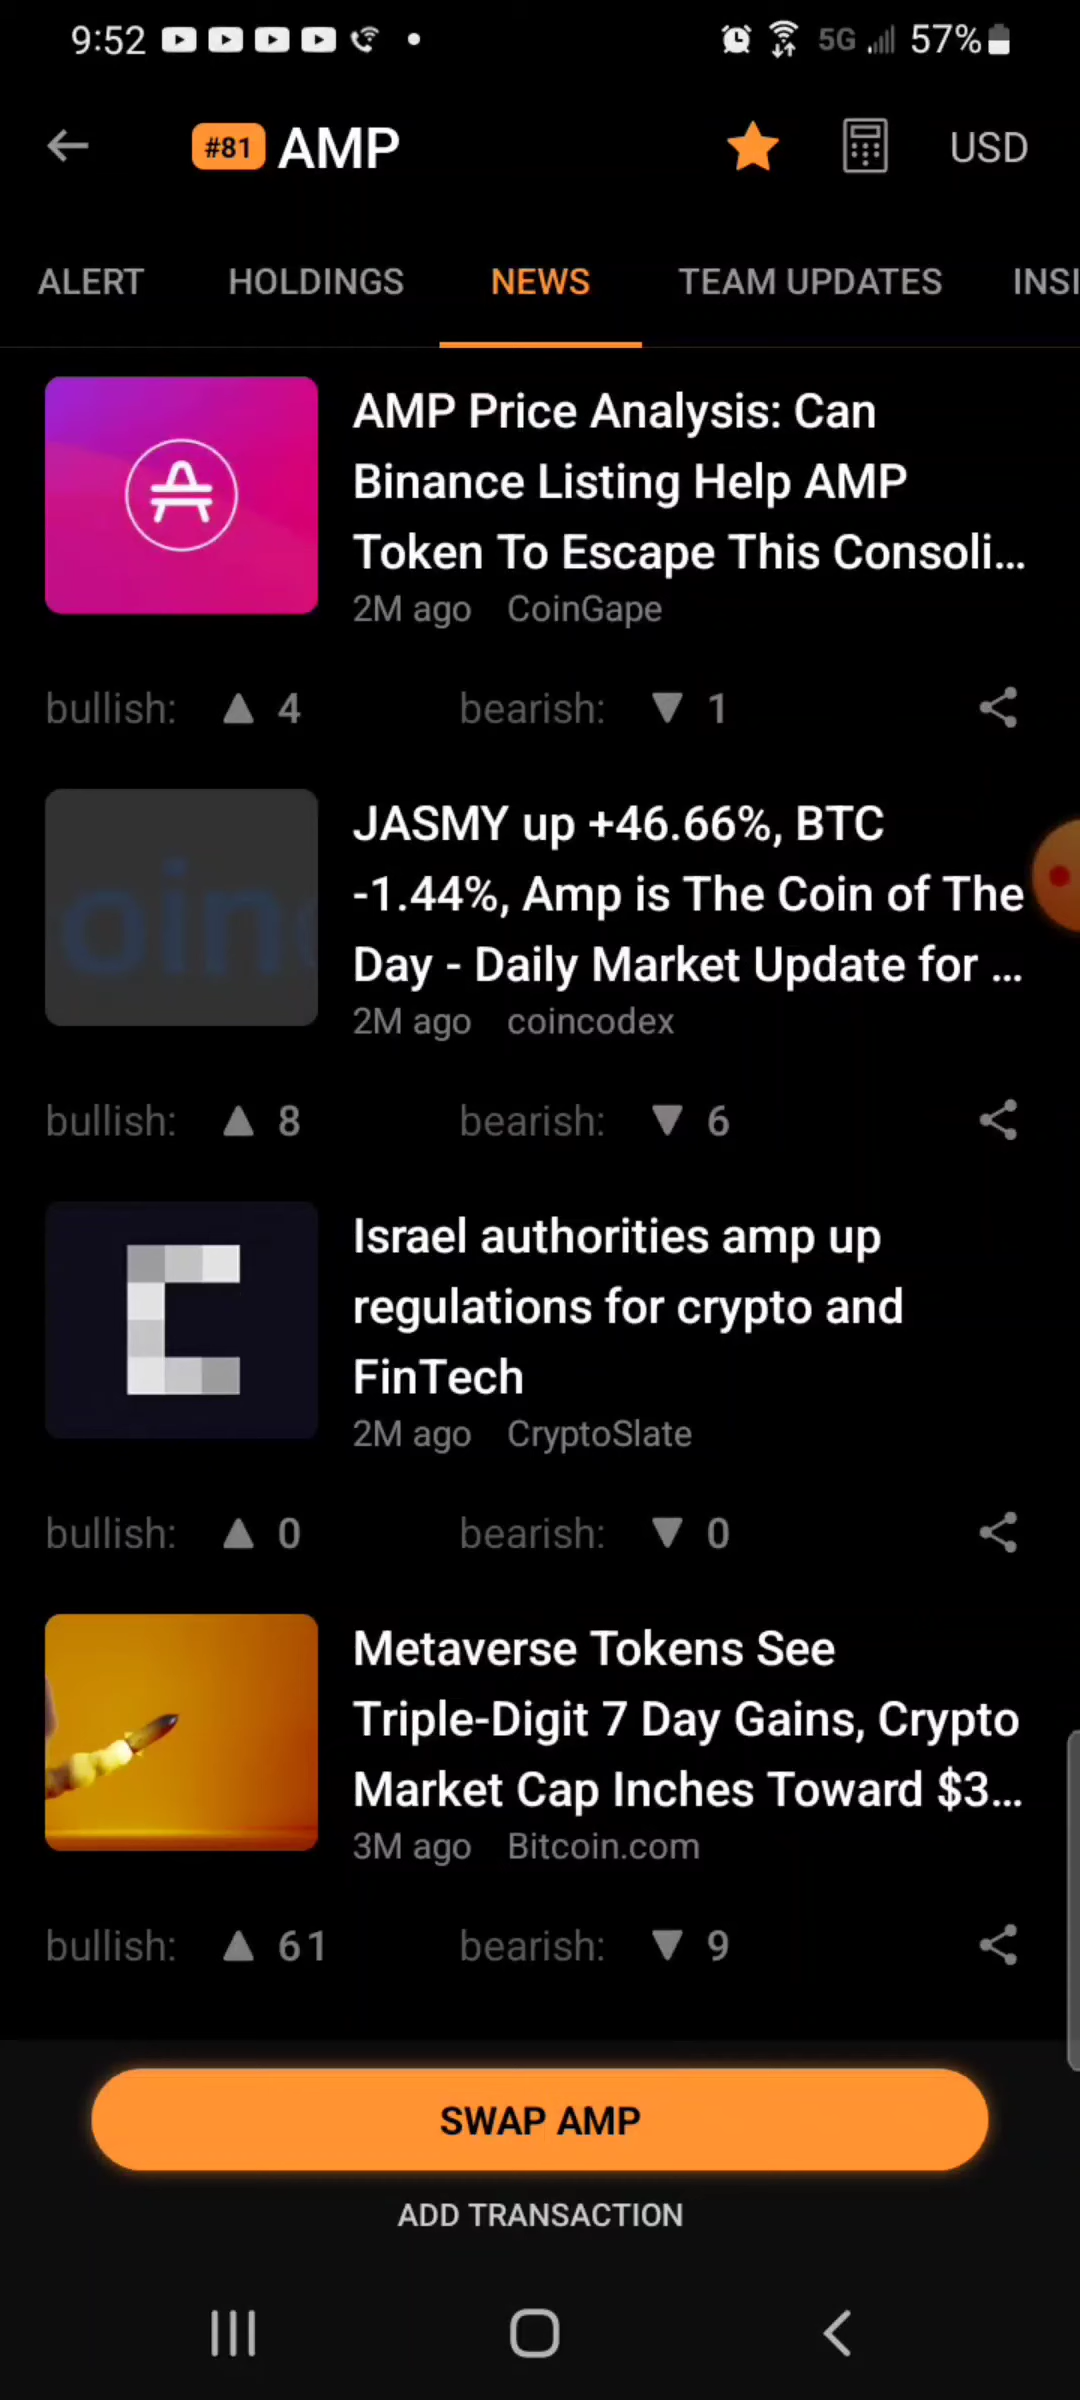 9:52 5G 57%
#81 AMP USD
ALERT HOLDINGS NEWS TEAM UPDATES INSI
AMP Price Analysis: Can
Binance Listing Help AMP
Token To Escape This Consoli...
2M ago CoinGape
bullish: ▲ 4 bearish: ▼ 1
oin
JASMY up +46.66%, BTC
-1.44%, Amp is The Coin of The
Day - Daily Market Update for ...
2M ago coincodex
bullish: ▲ 8 bearish: ▼ 6
Israel authorities amp up
regulations for crypto and
FinTech
2M ago CryptoSlate
bullish: ▲ 0 bearish: ▼ 0
Metaverse Tokens See
Triple-Digit 7 Day Gains, Crypto
Market Cap Inches Toward $3...
3M ago Bitcoin.com
bullish: ▲ 61 bearish: ▼ 9
SWAP AMP
ADD TRANSACTION